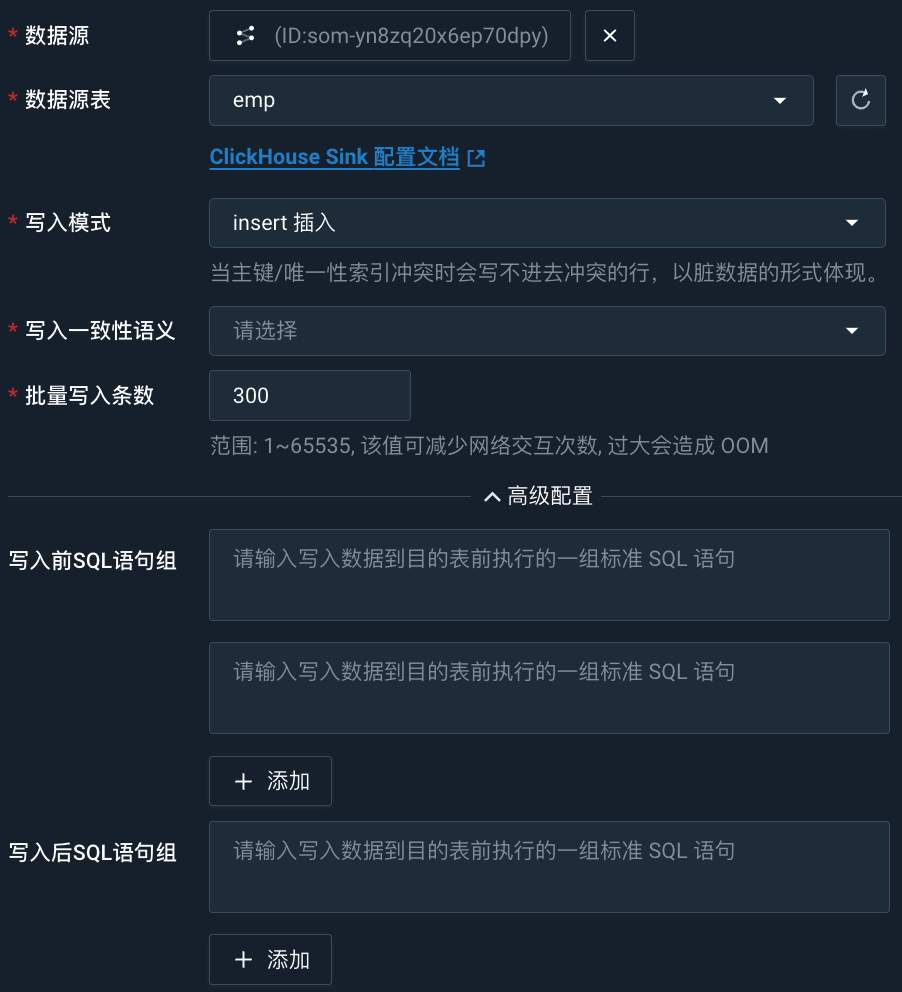 * 数据源 (ID:som-yn8zq20x6ep70dpy)
* 数据源表 emp
ClickHouse Sink 配置文档
* 写入模式 insert 插入
当主键/唯一性索引冲突时会写不进去冲突的行，以脏数据的形式体现。
* 写入一致性语义 请选择
* 批量写入条数 300
范围: 1~65535, 该值可减少网络交互次数, 过大会造成 OOM
高级配置
写入前SQL语句组 请输入写入数据到目的表前执行的一组标准 SQL 语句
请输入写入数据到目的表前执行的一组标准 SQL 语句
添加
写入后SQL语句组 请输入写入数据到目的表前执行的一组标准 SQL 语句
添加